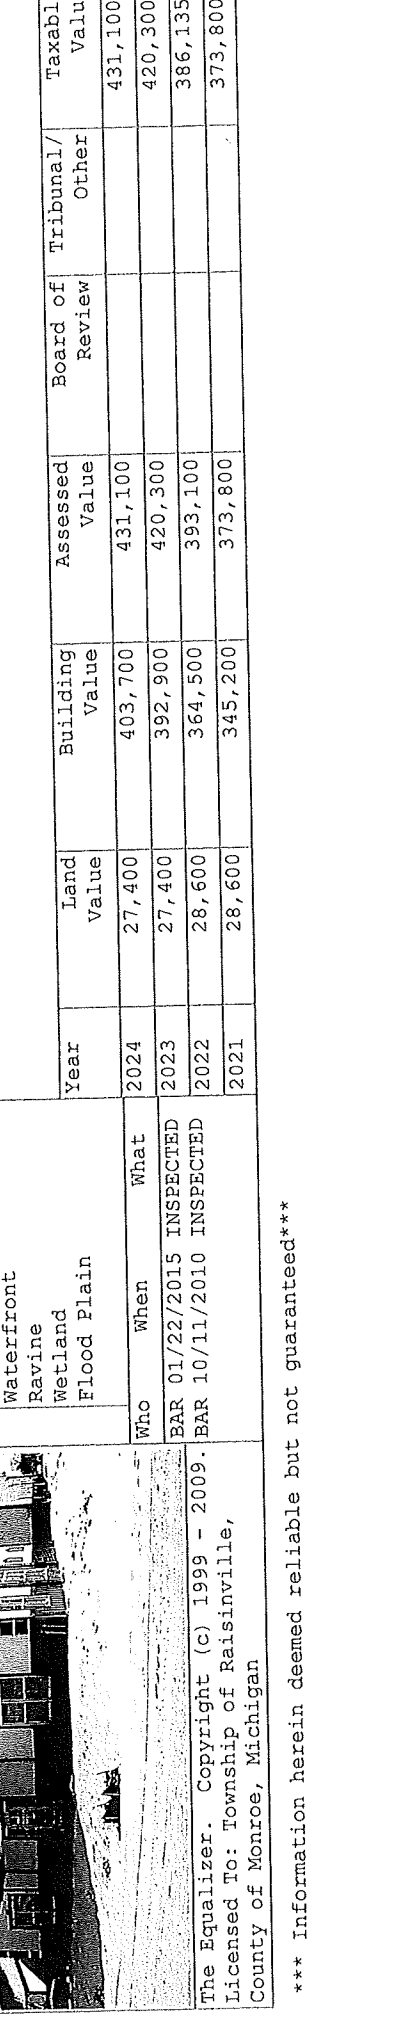 Waterfront
Ravine
Wetland
Flood Plain
Who When What
BAR 01/22/2015 INSPECTED
BAR 10/11/2010 INSPECTED
Year Land Value Building Value Assessed Value Board of Review Tribunal/ Other Taxabl Valu
2024 27,400 403,700 431,100 431,100
2023 27,400 392,900 420,300 420,300
2022 28,600 364,500 393,100 386,135
2021 28,600 345,200 373,800 373,800
The Equalizer. Copyright (c) 1999 - 2009.
Licensed To: Township of Raisinville,
County of Monroe, Michigan
*** Information herein deemed reliable but not guaranteed***